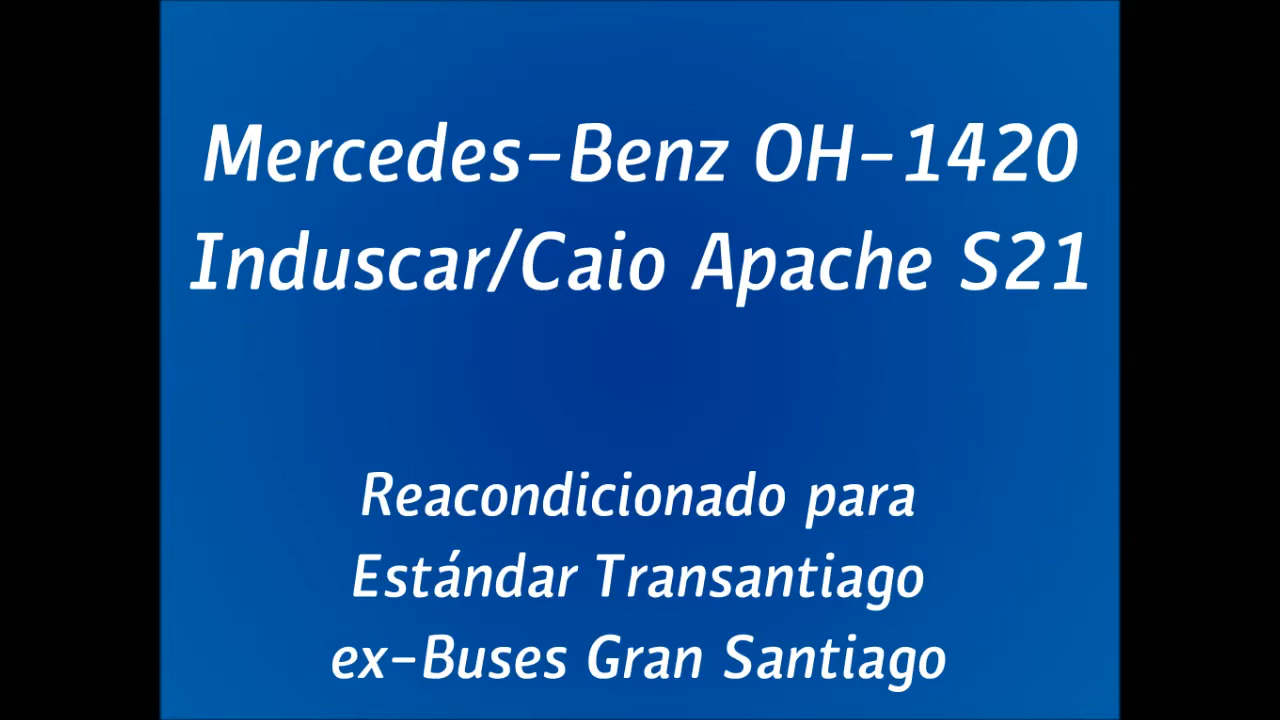 Mercedes-Benz OH-1420
Induscar/Caio Apache S21
Reacondicionado para
Estándar Transantiago
ex-Buses Gran Santiago